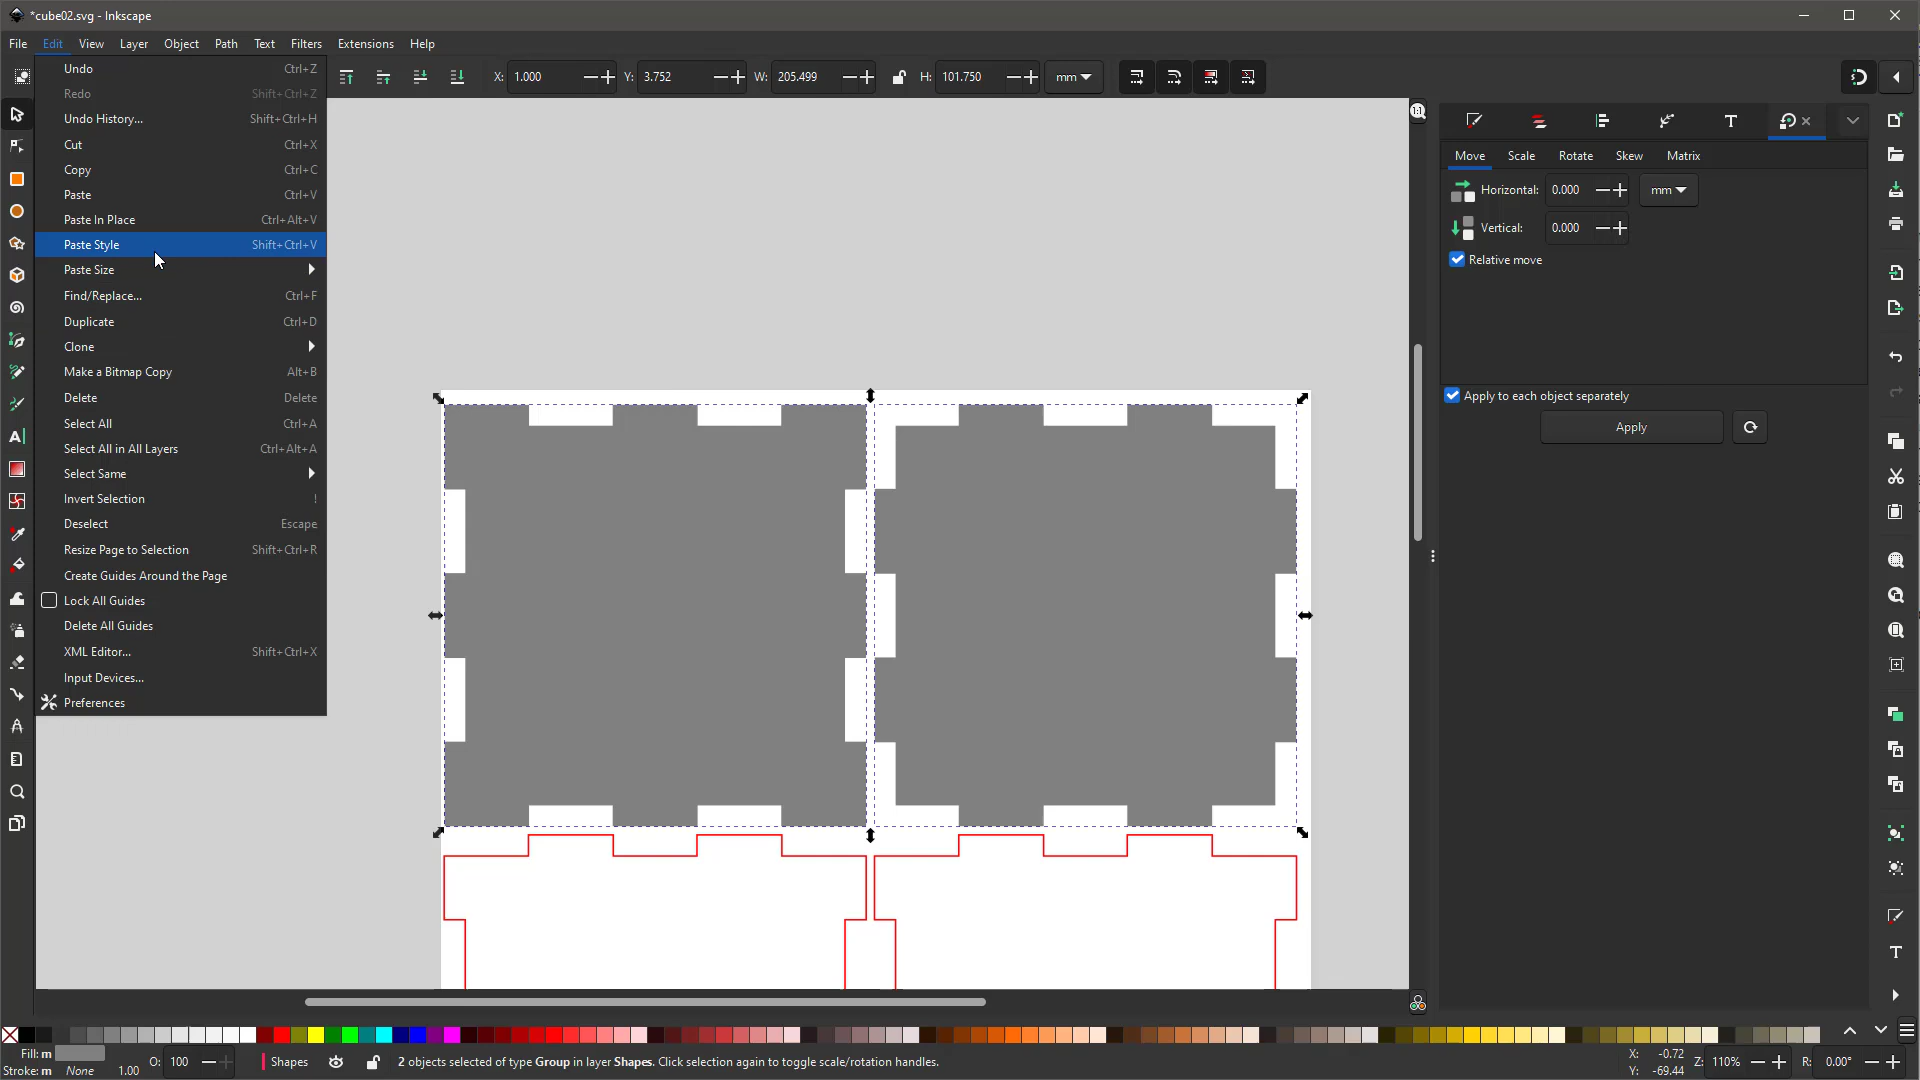 *cube02.svg - Inkscape
File Edit View Layer Object Path Text Filters Extensions Help
X: 1.000 Y: 3.752 W: 205.499 H: 101.750 mm
Undo Ctrl+Z
Redo Shift+Ctrl+Z
Undo History... Shift+Ctrl+H
Cut Ctrl+X
Copy Ctrl+C
Paste Ctrl+V
Paste In Place Ctrl+Alt+V
Paste Style Shift+Ctrl+V
Paste Size
Find/Replace... Ctrl+F
Duplicate Ctrl+D
Clone
Make a Bitmap Copy Alt+B
Delete Delete
Select All Ctrl+A
Select All in All Layers Ctrl+Alt+A
Select Same
Invert Selection !
Deselect Escape
Resize Page to Selection Shift+Ctrl+R
Create Guides Around the Page
Lock All Guides
Delete All Guides
XML Editor... Shift+Ctrl+X
Input Devices...
Preferences
Move Scale Rotate Skew Matrix
Horizontal: 0.000 mm
Vertical: 0.000
Relative move
Apply to each object separately
Apply
Fill: m
Stroke: m None 1.00
O: 100
Shapes
2 objects selected of type Group in layer Shapes. Click selection again to toggle scale/rotation handles.
X: -0.72
Y: -69.44
Z: 110%
R: 0.00°